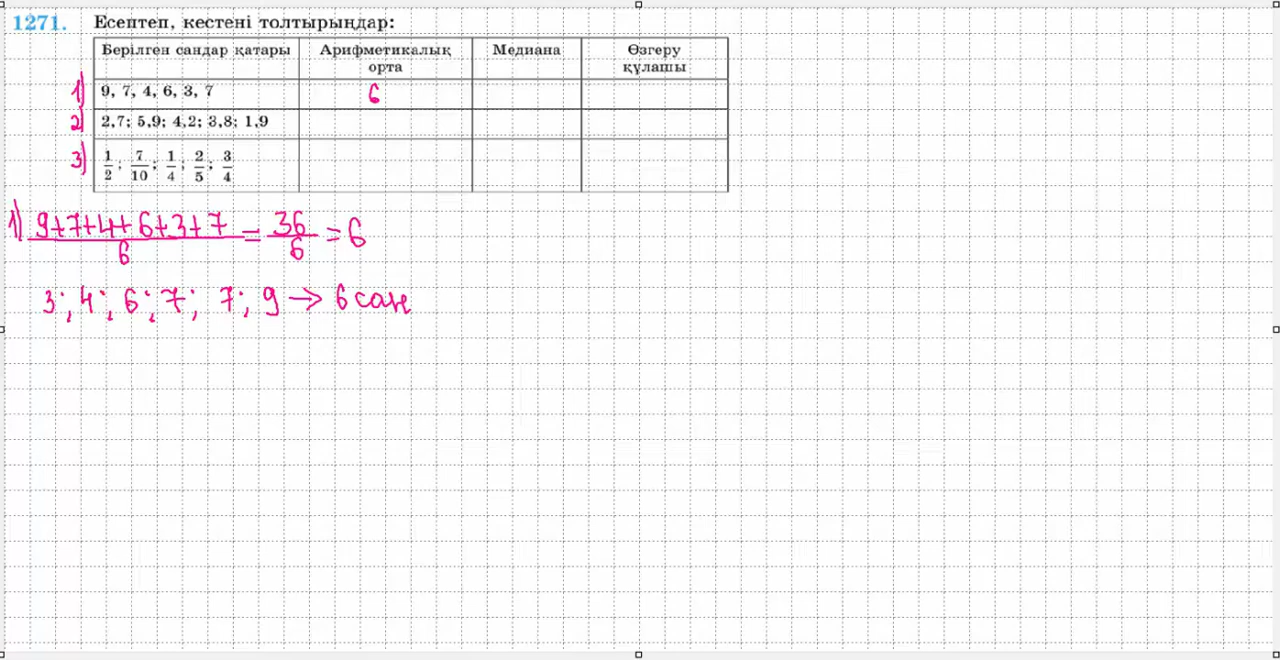 1271. Есептеп, кестені толтырыңдар:
Берілген сандар қатары Арифметикалық орта Медиана Өзгеру құлашы
1) 9, 7, 4, 6, 3, 7 6
2) 2,7; 5,9; 4,2; 3,8; 1,9
3) 1/2; 7/10; 1/4; 2/5; 3/4
1) 9+7+4+6+3+7/6 = 36/6 = 6
3; 4; 6; 7; 7; 9 → 6 сан